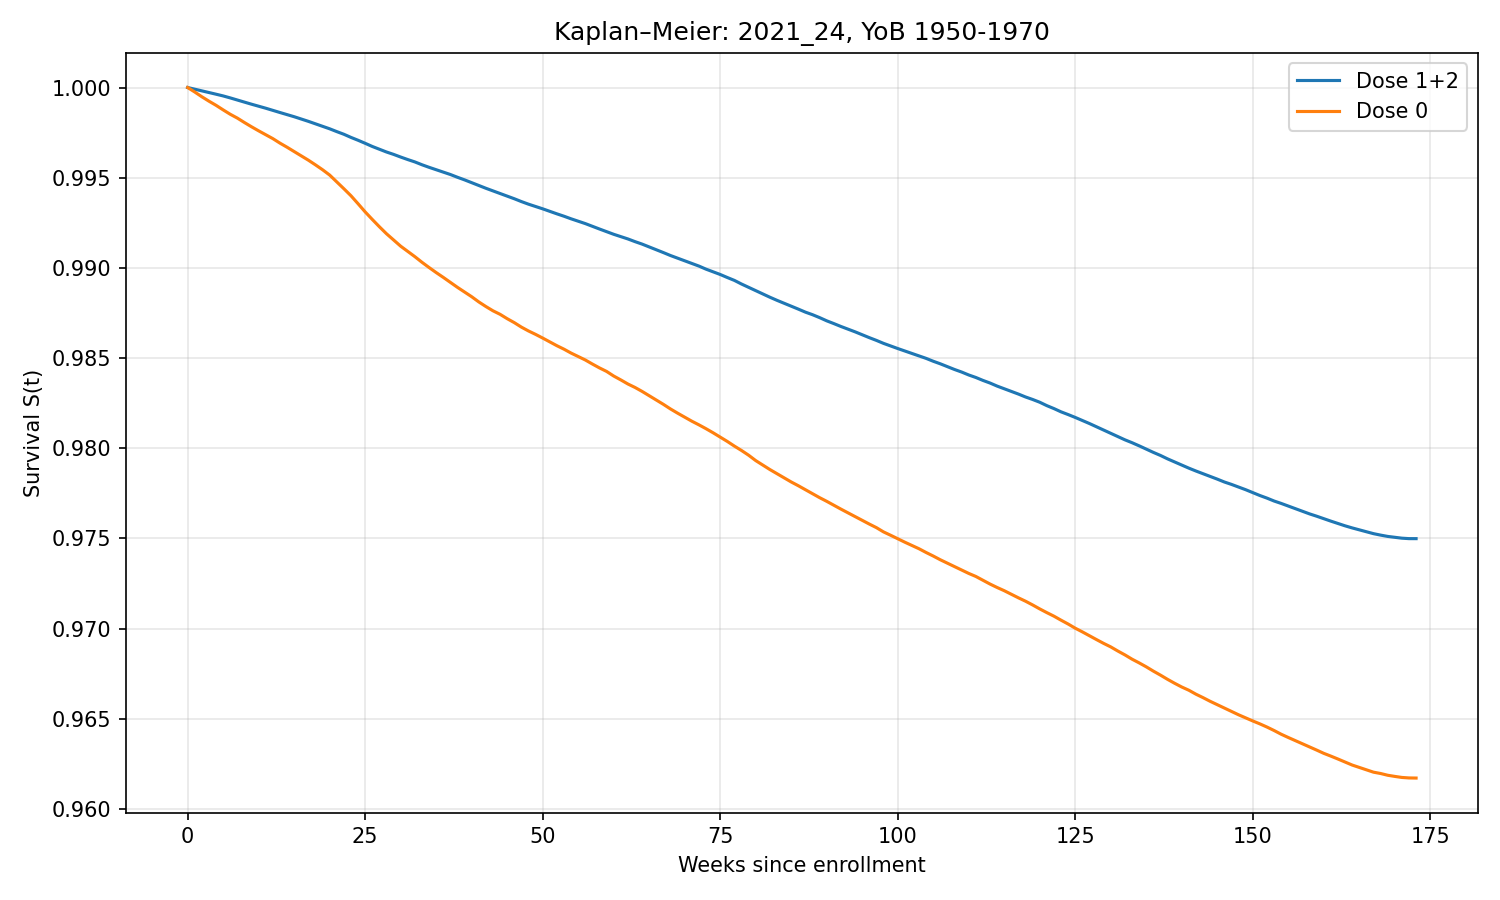 Kaplan–Meier: 2021_24, YoB 1950-1970
Dose 1+2
Dose 0
Survival S(t)
1.000
0.995
0.990
0.985
0.980
0.975
0.970
0.965
0.960
0 25 50 75 100 125 150 175
Weeks since enrollment